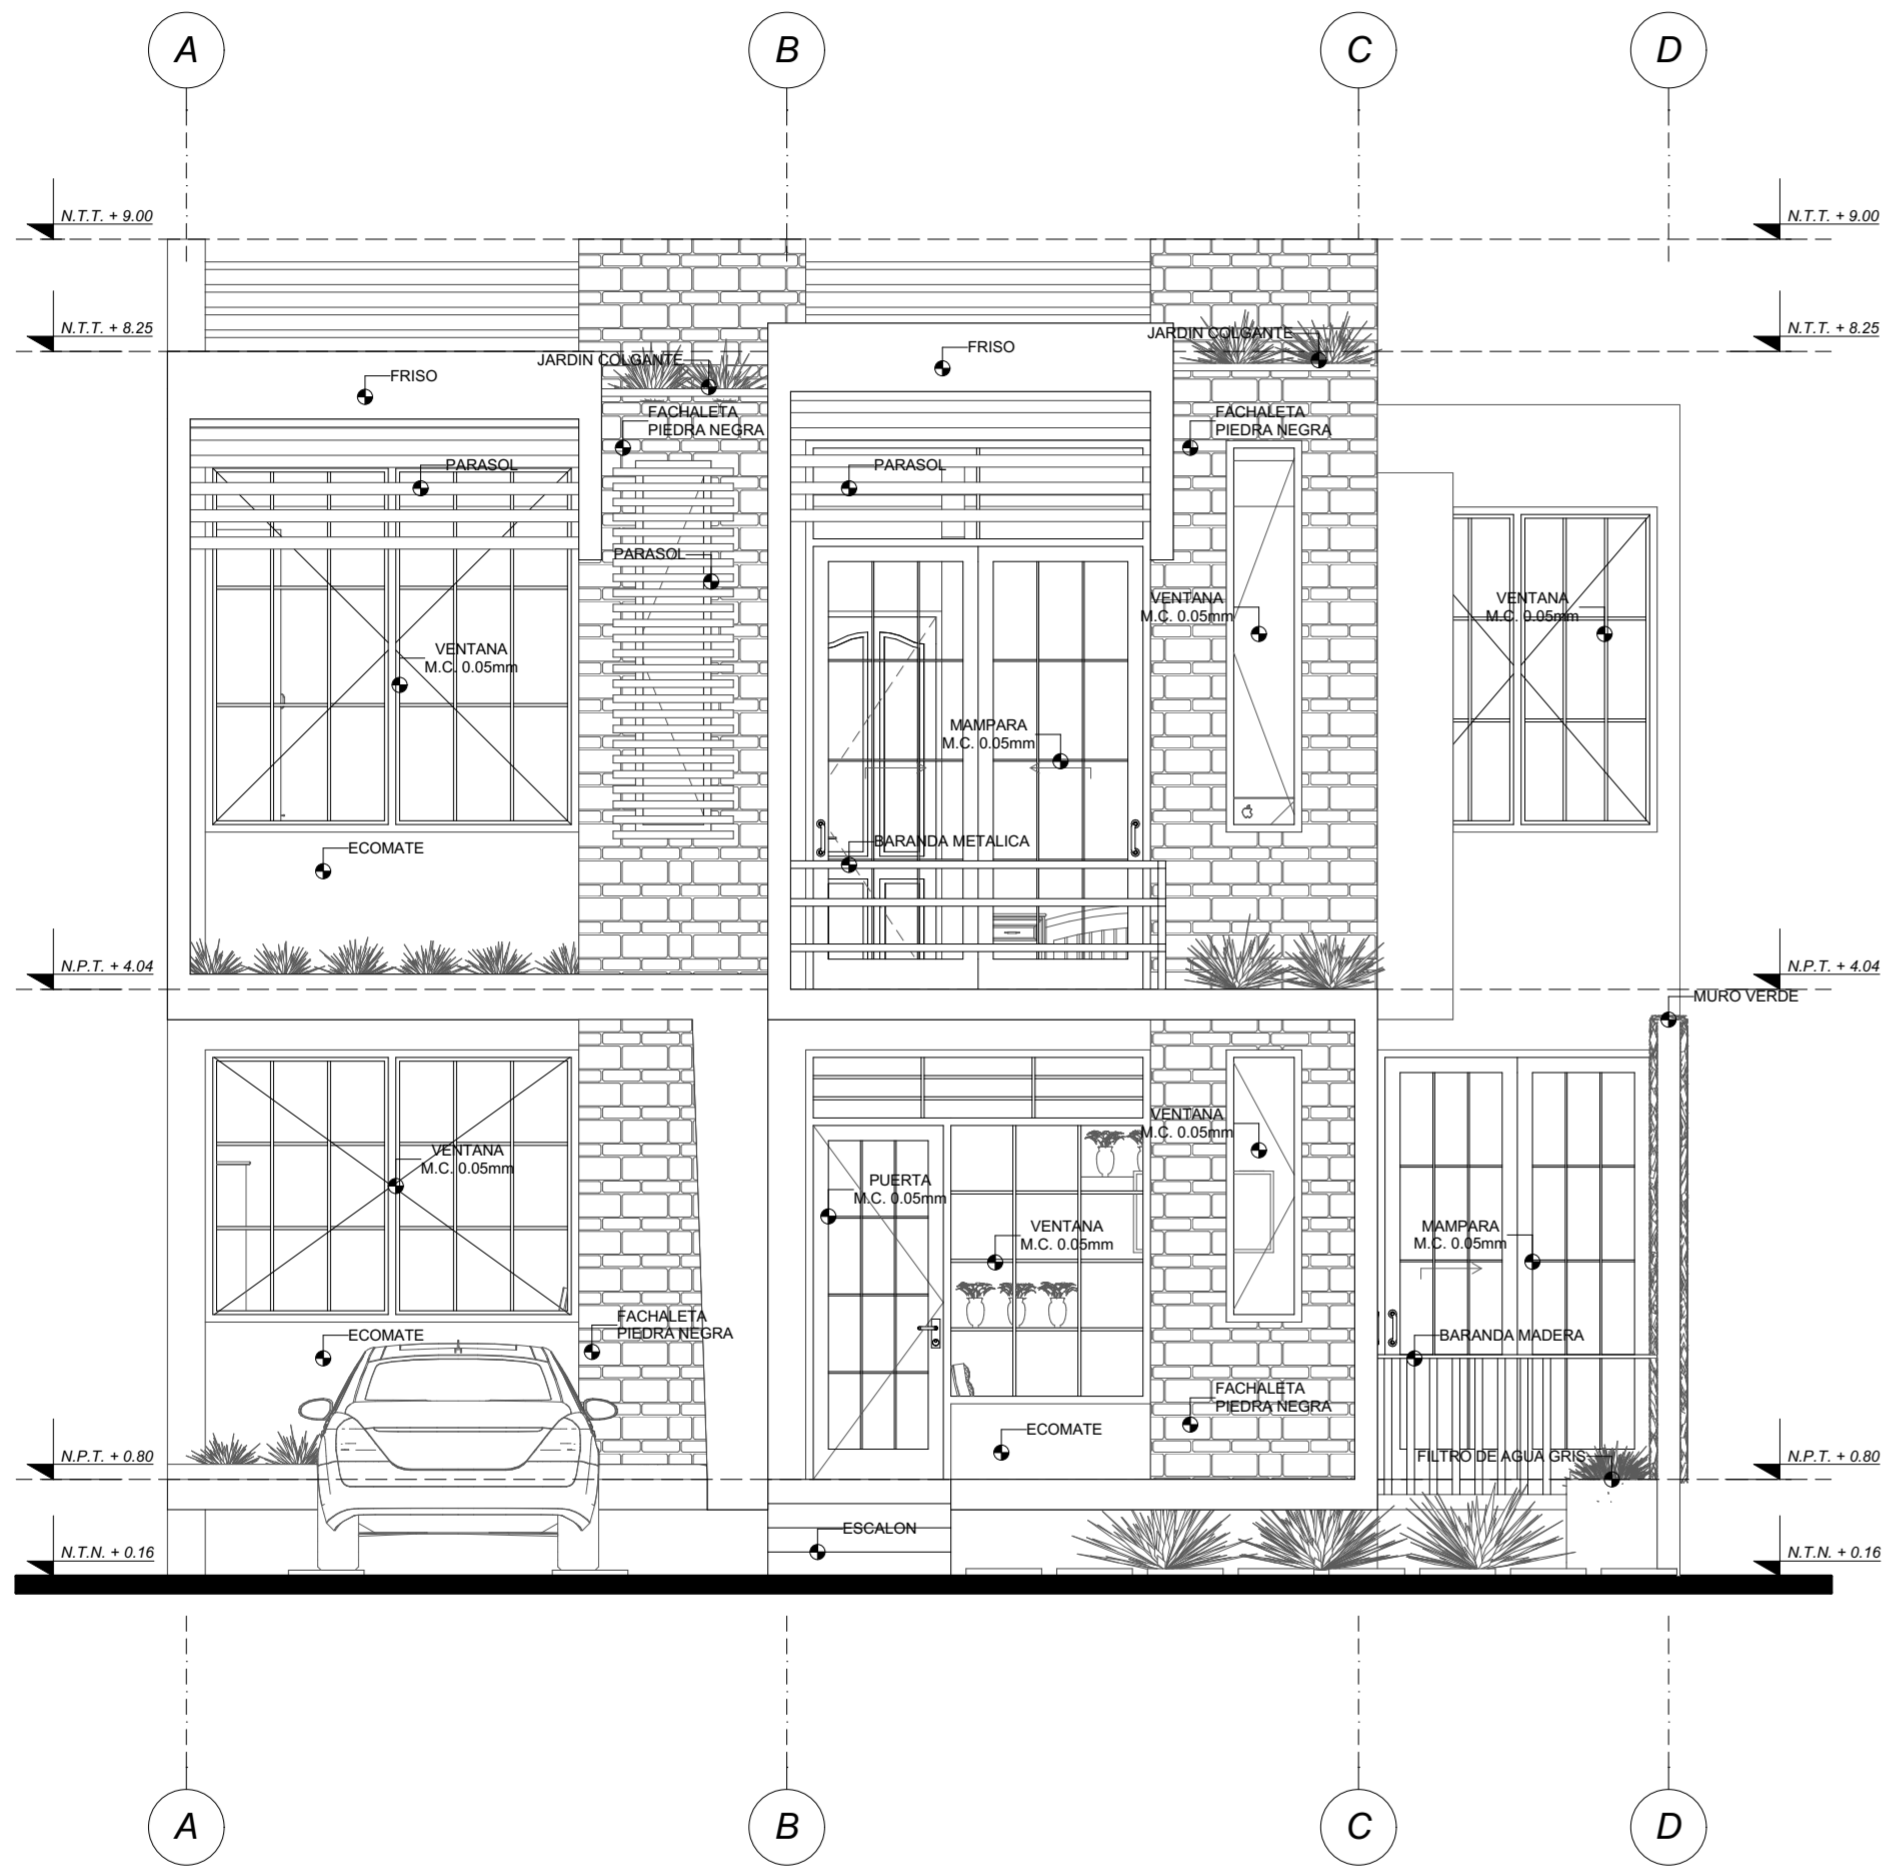 A
B
C
D
N.T.T. + 9.00
N.T.T. + 9.00
N.T.T. + 8.25
N.T.T. + 8.25
JARDIN COLGANTE
FRISO
JARDIN COLGANTE
FRISO
FACHALETA
PIEDRA NEGRA
FACHALETA
PIEDRA NEGRA
PARASOL
PARASOL
PARASOL
VENTANA
M.C. 0.05mm
VENTANA
M.C. 0.05mm
VENTANA
M.C. 0.05mm
MAMPARA
M.C. 0.05mm
BARANDA METALICA
ECOMATE
N.P.T. + 4.04
N.P.T. + 4.04
MURO VERDE
VENTANA
M.C. 0.05mm
VENTANA
M.C. 0.05mm
PUERTA
M.C. 0.05mm
VENTANA
M.C. 0.05mm
MAMPARA
M.C. 0.05mm
FACHALETA
PIEDRA NEGRA
ECOMATE
BARANDA MADERA
FACHALETA
PIEDRA NEGRA
ECOMATE
N.P.T. + 0.80
FILTRO DE AGUA GRIS
N.P.T. + 0.80
ESCALON
N.T.N. + 0.16
N.T.N. + 0.16
A
B
C
D